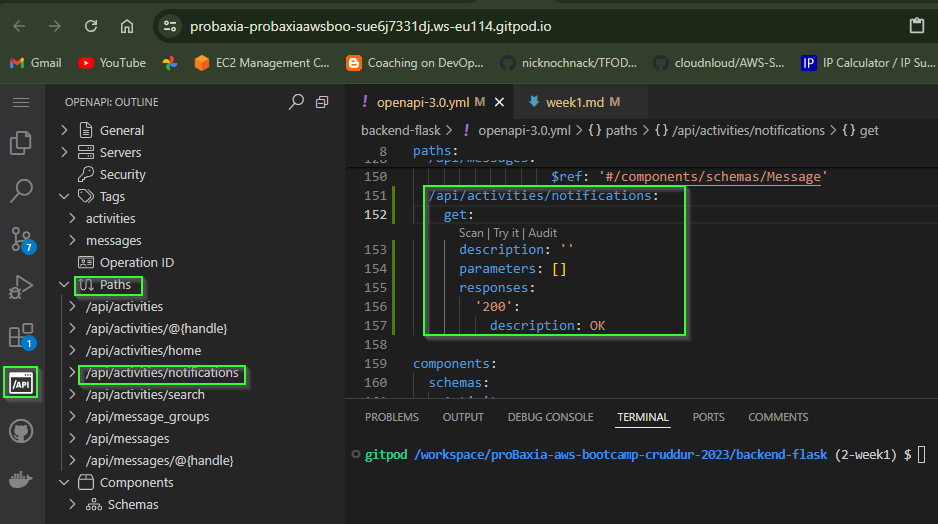 probaxia-probaxiaawsboo-sue6j7331dj.ws-eu114.gitpod.io
Gmail YouTube EC2 Management C... Coaching on DevOp... nicknochnack/TFOD... cloudnloud/AWS-S... IP IP Calculator / IP Su...
OPENAPI: OUTLINE
General
Servers
Security
Tags
activities
messages
Operation ID
Paths
/api/activities
/api/activities/@{handle}
/api/activities/home
/api/activities/notifications
/api/activities/search
/api/message_groups
/api/messages
/api/messages/@{handle}
Components
Schemas
7
1
/API
! openapi-3.0.yml M week1.md M
backend-flask > ! openapi-3.0.yml > {} paths > {} /api/activities/notifications > {} get
8 paths:
128 /api/messages:
150 $ref: '#/components/schemas/Message'
151 /api/activities/notifications:
152 get:
Scan | Try it | Audit
153 description: ''
154 parameters: []
155 responses:
156 '200':
157 description: OK
158
159 components:
160 schemas:
PROBLEMS OUTPUT DEBUG CONSOLE TERMINAL PORTS COMMENTS
gitpod /workspace/proBaxia-aws-bootcamp-cruddur-2023/backend-flask (2-week1) $